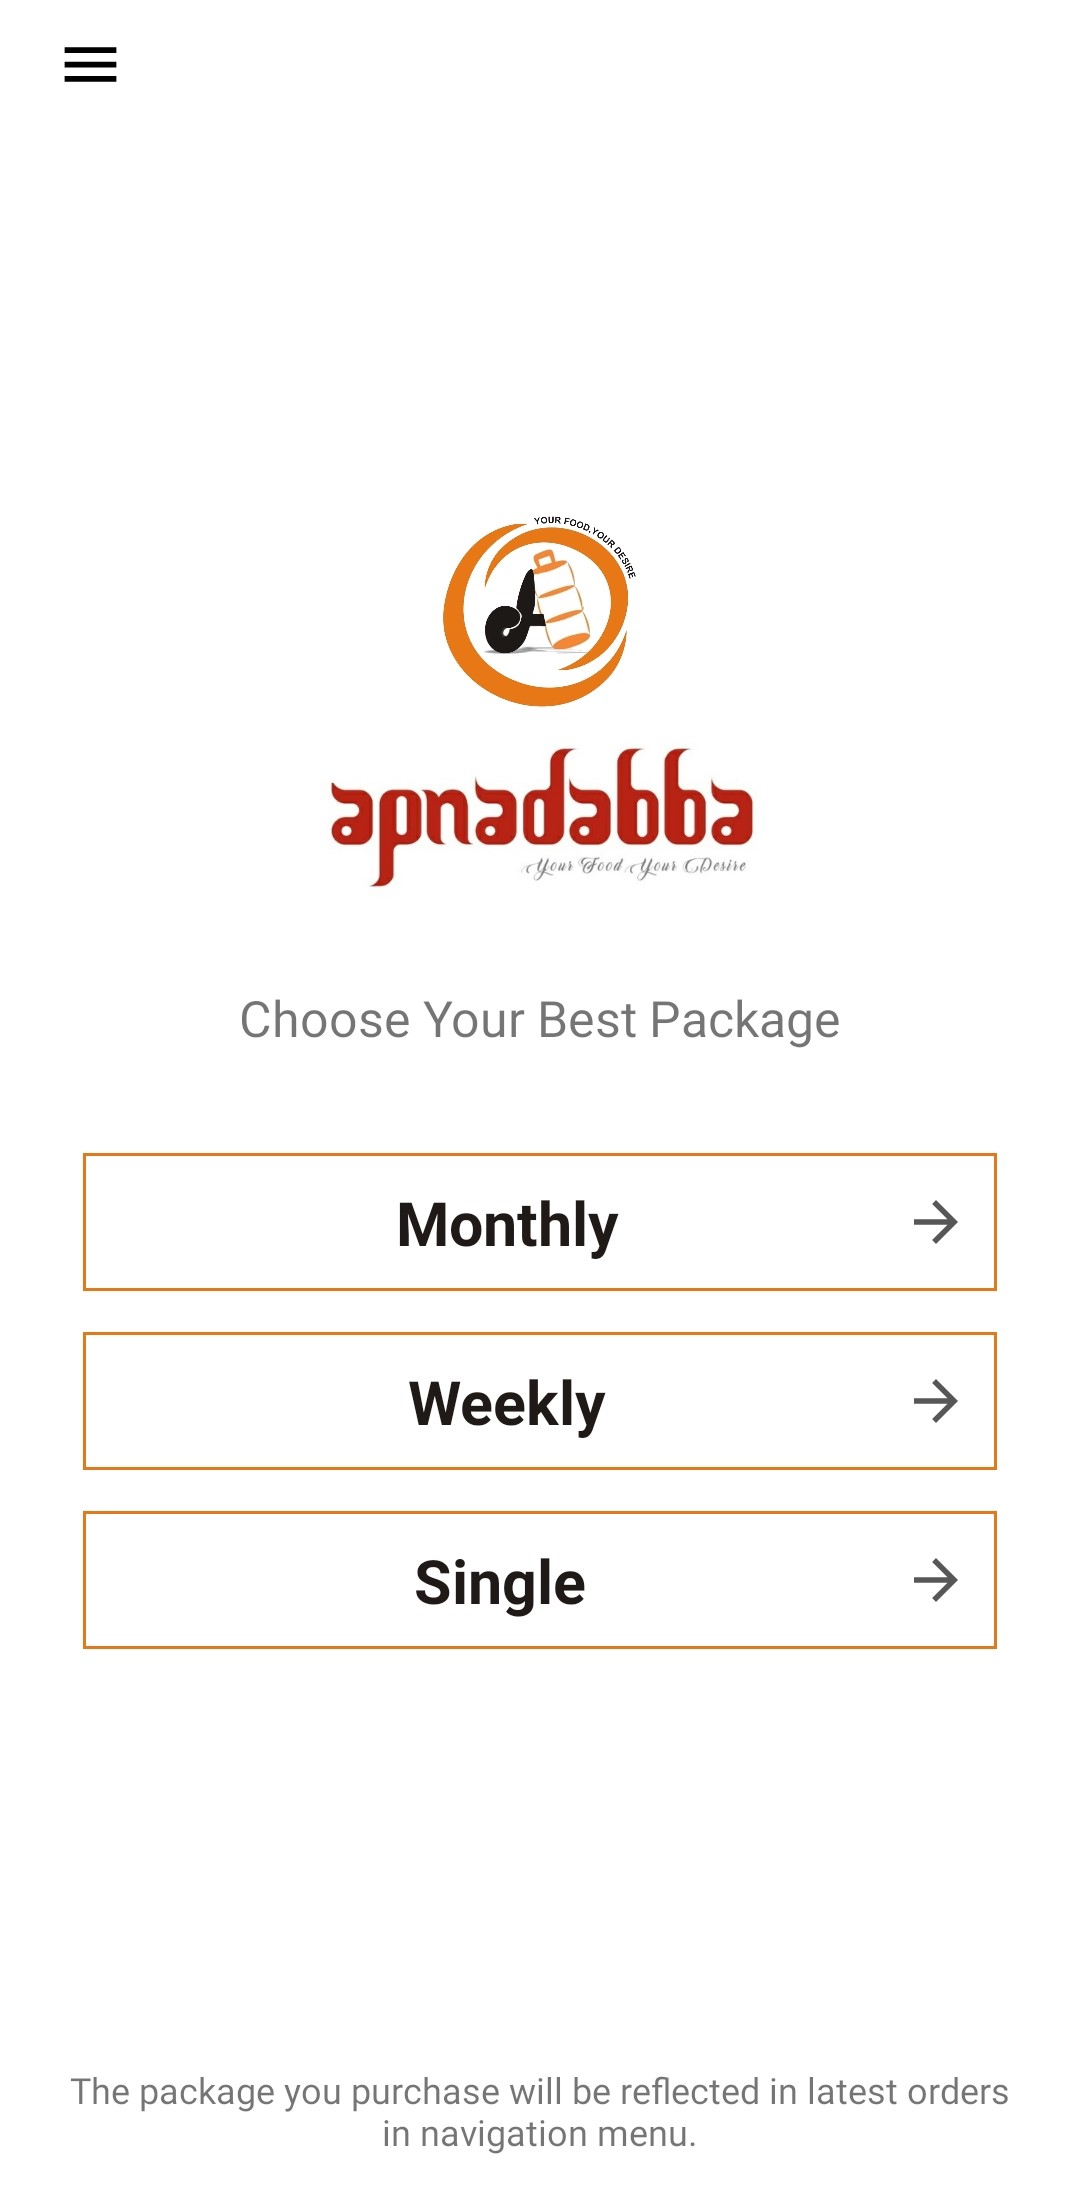 YOUR FOOD,YOUR DESIRE
apnadabba
Your Food, Your Desire
Choose Your Best Package
Monthly
Weekly
Single
The package you purchase will be reflected in latest orders
in navigation menu.